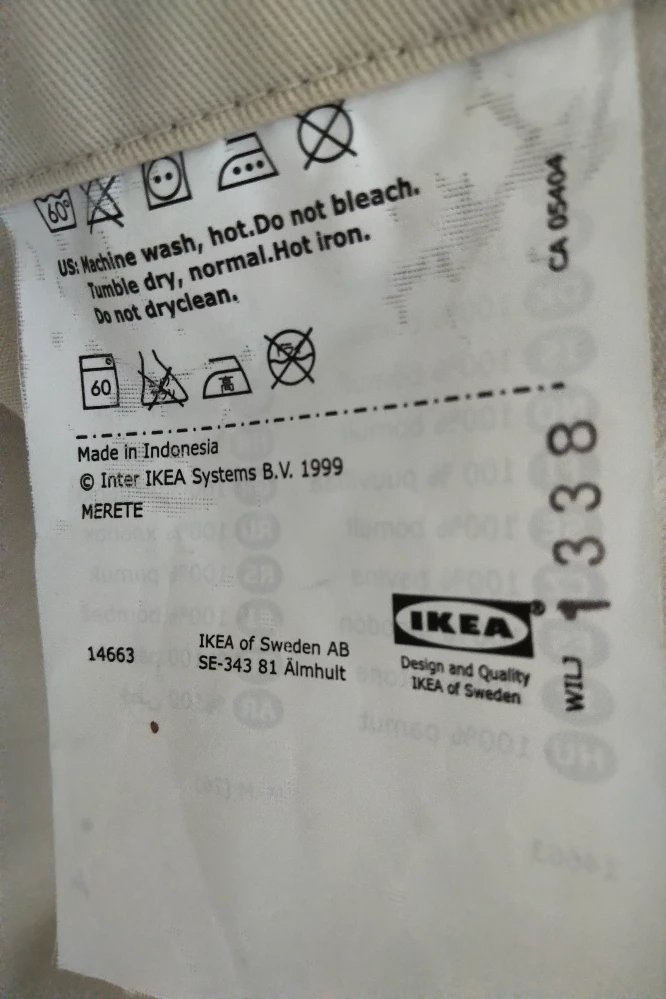 60°
US: Machine wash, hot.Do not bleach.
Tumble dry, normal.Hot iron.
Do not dryclean.
60
高
Made in Indonesia
© Inter IKEA Systems B.V. 1999
MERETE
14663
IKEA of Sweden AB
SE-343 81 Älmhult
IKEA®
Design and Quality
IKEA of Sweden
CA 05404
WILJ 1338